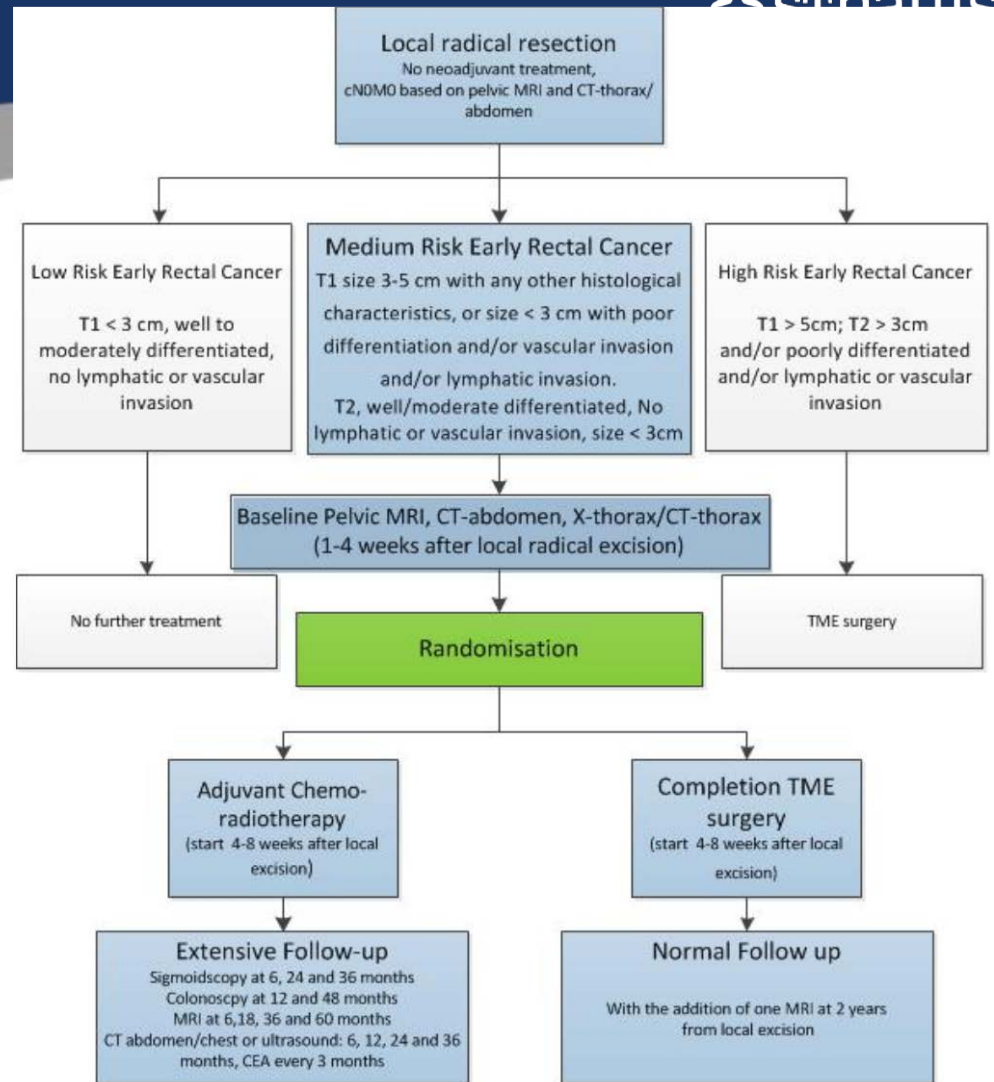 Local radical resection
No neoadjuvant treatment,
cN0M0 based on pelvic MRI and CT-thorax/
abdomen
Low Risk Early Rectal Cancer
T1 < 3 cm, well to
moderately differentiated,
no lymphatic or vascular
invasion
Medium Risk Early Rectal Cancer
T1 size 3-5 cm with any other histological
characteristics, or size < 3 cm with poor
differentiation and/or vascular invasion
and/or lymphatic invasion.
T2, well/moderate differentiated, No
lymphatic or vascular invasion, size < 3cm
High Risk Early Rectal Cancer
T1 > 5cm; T2 > 3cm
and/or poorly differentiated
and/or lymphatic or vascular
invasion
Baseline Pelvic MRI, CT-abdomen, X-thorax/CT-thorax
(1-4 weeks after local radical excision)
No further treatment
Randomisation
TME surgery
Adjuvant Chemo-
radiotherapy
(start 4-8 weeks after local
excision)
Completion TME
surgery
(start 4-8 weeks after local
excision)
Extensive Follow-up
Sigmoidscopy at 6, 24 and 36 months
Colonoscpy at 12 and 48 months
MRI at 6,18, 36 and 60 months
CT abdomen/chest or ultrasound: 6, 12, 24 and 36
months, CEA every 3 months
Normal Follow up
With the addition of one MRI at 2 years
from local excision